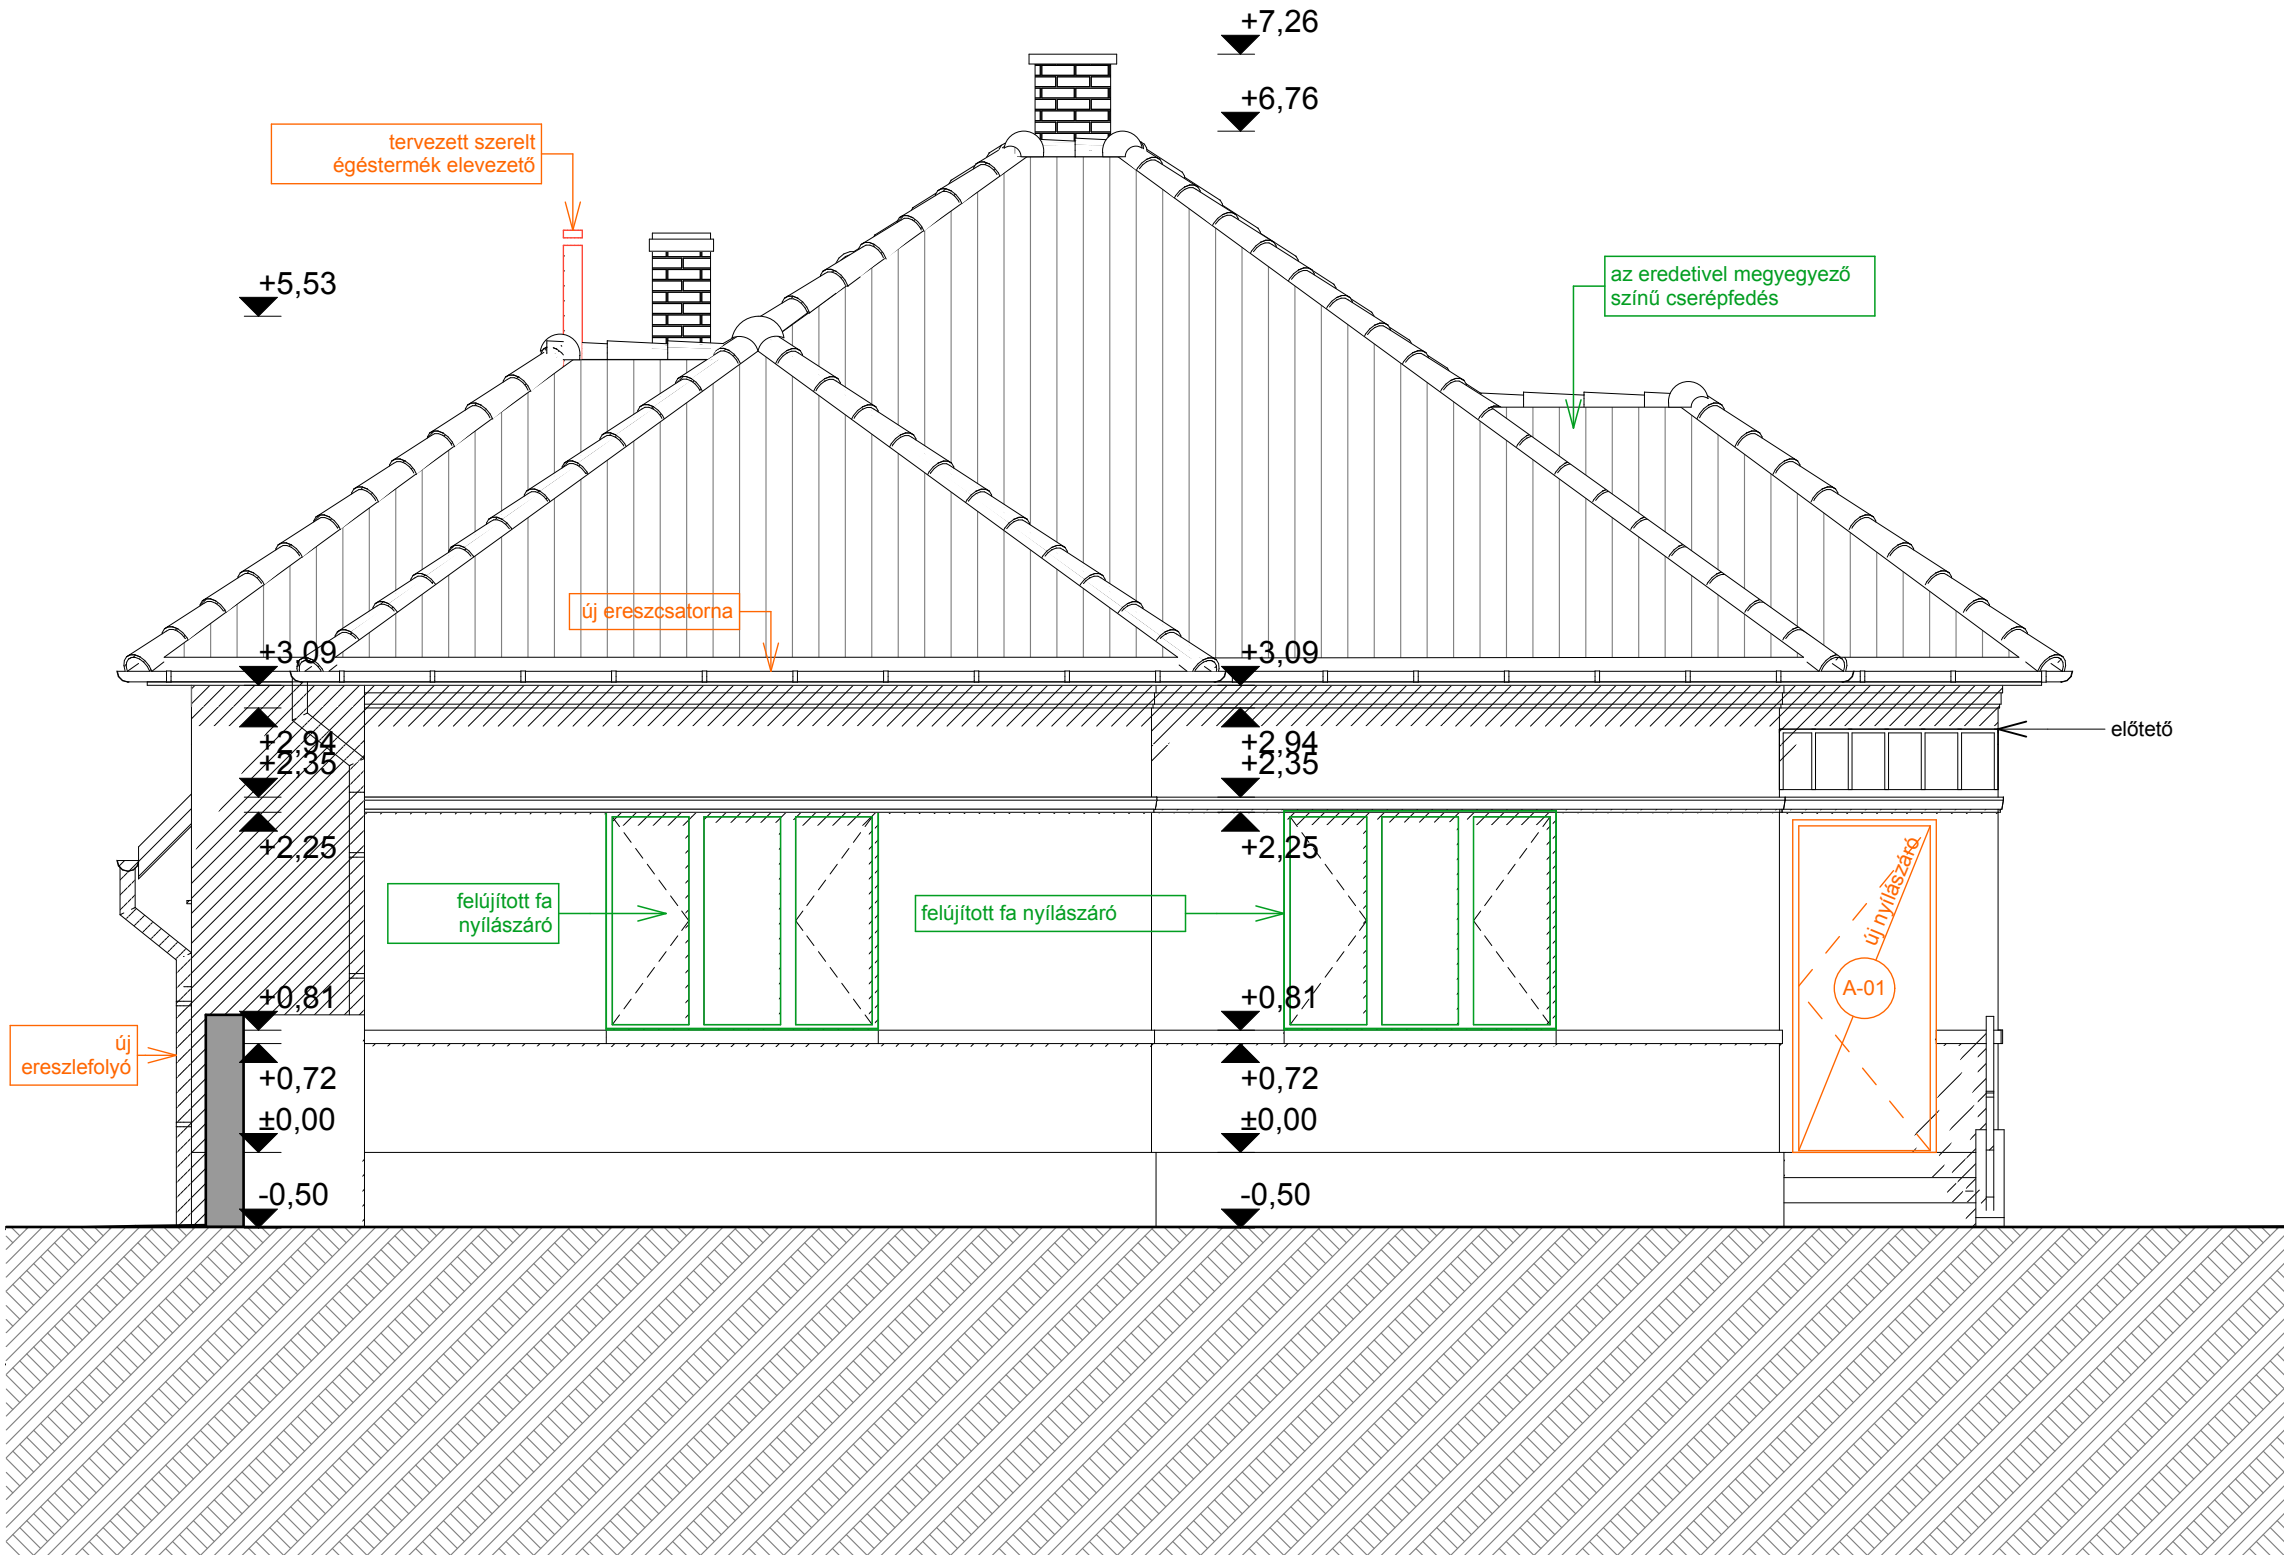 +7,26
+6,76
tervezett szerelt
égéstermék elevezető
+5,53
az eredetivel megyegyező
színű cserépfedés
új ereszcsatorna
+3,09
+3,09
+2,94
+2,35
+2,94
+2,35
előtető
+2,25
+2,25
felújított fa
nyílászáró
felújított fa nyílászáró
új nyílászáró
A-01
+0,81
+0,81
új
ereszlefolyó
+0,72
+0,72
±0,00
±0,00
-0,50
-0,50